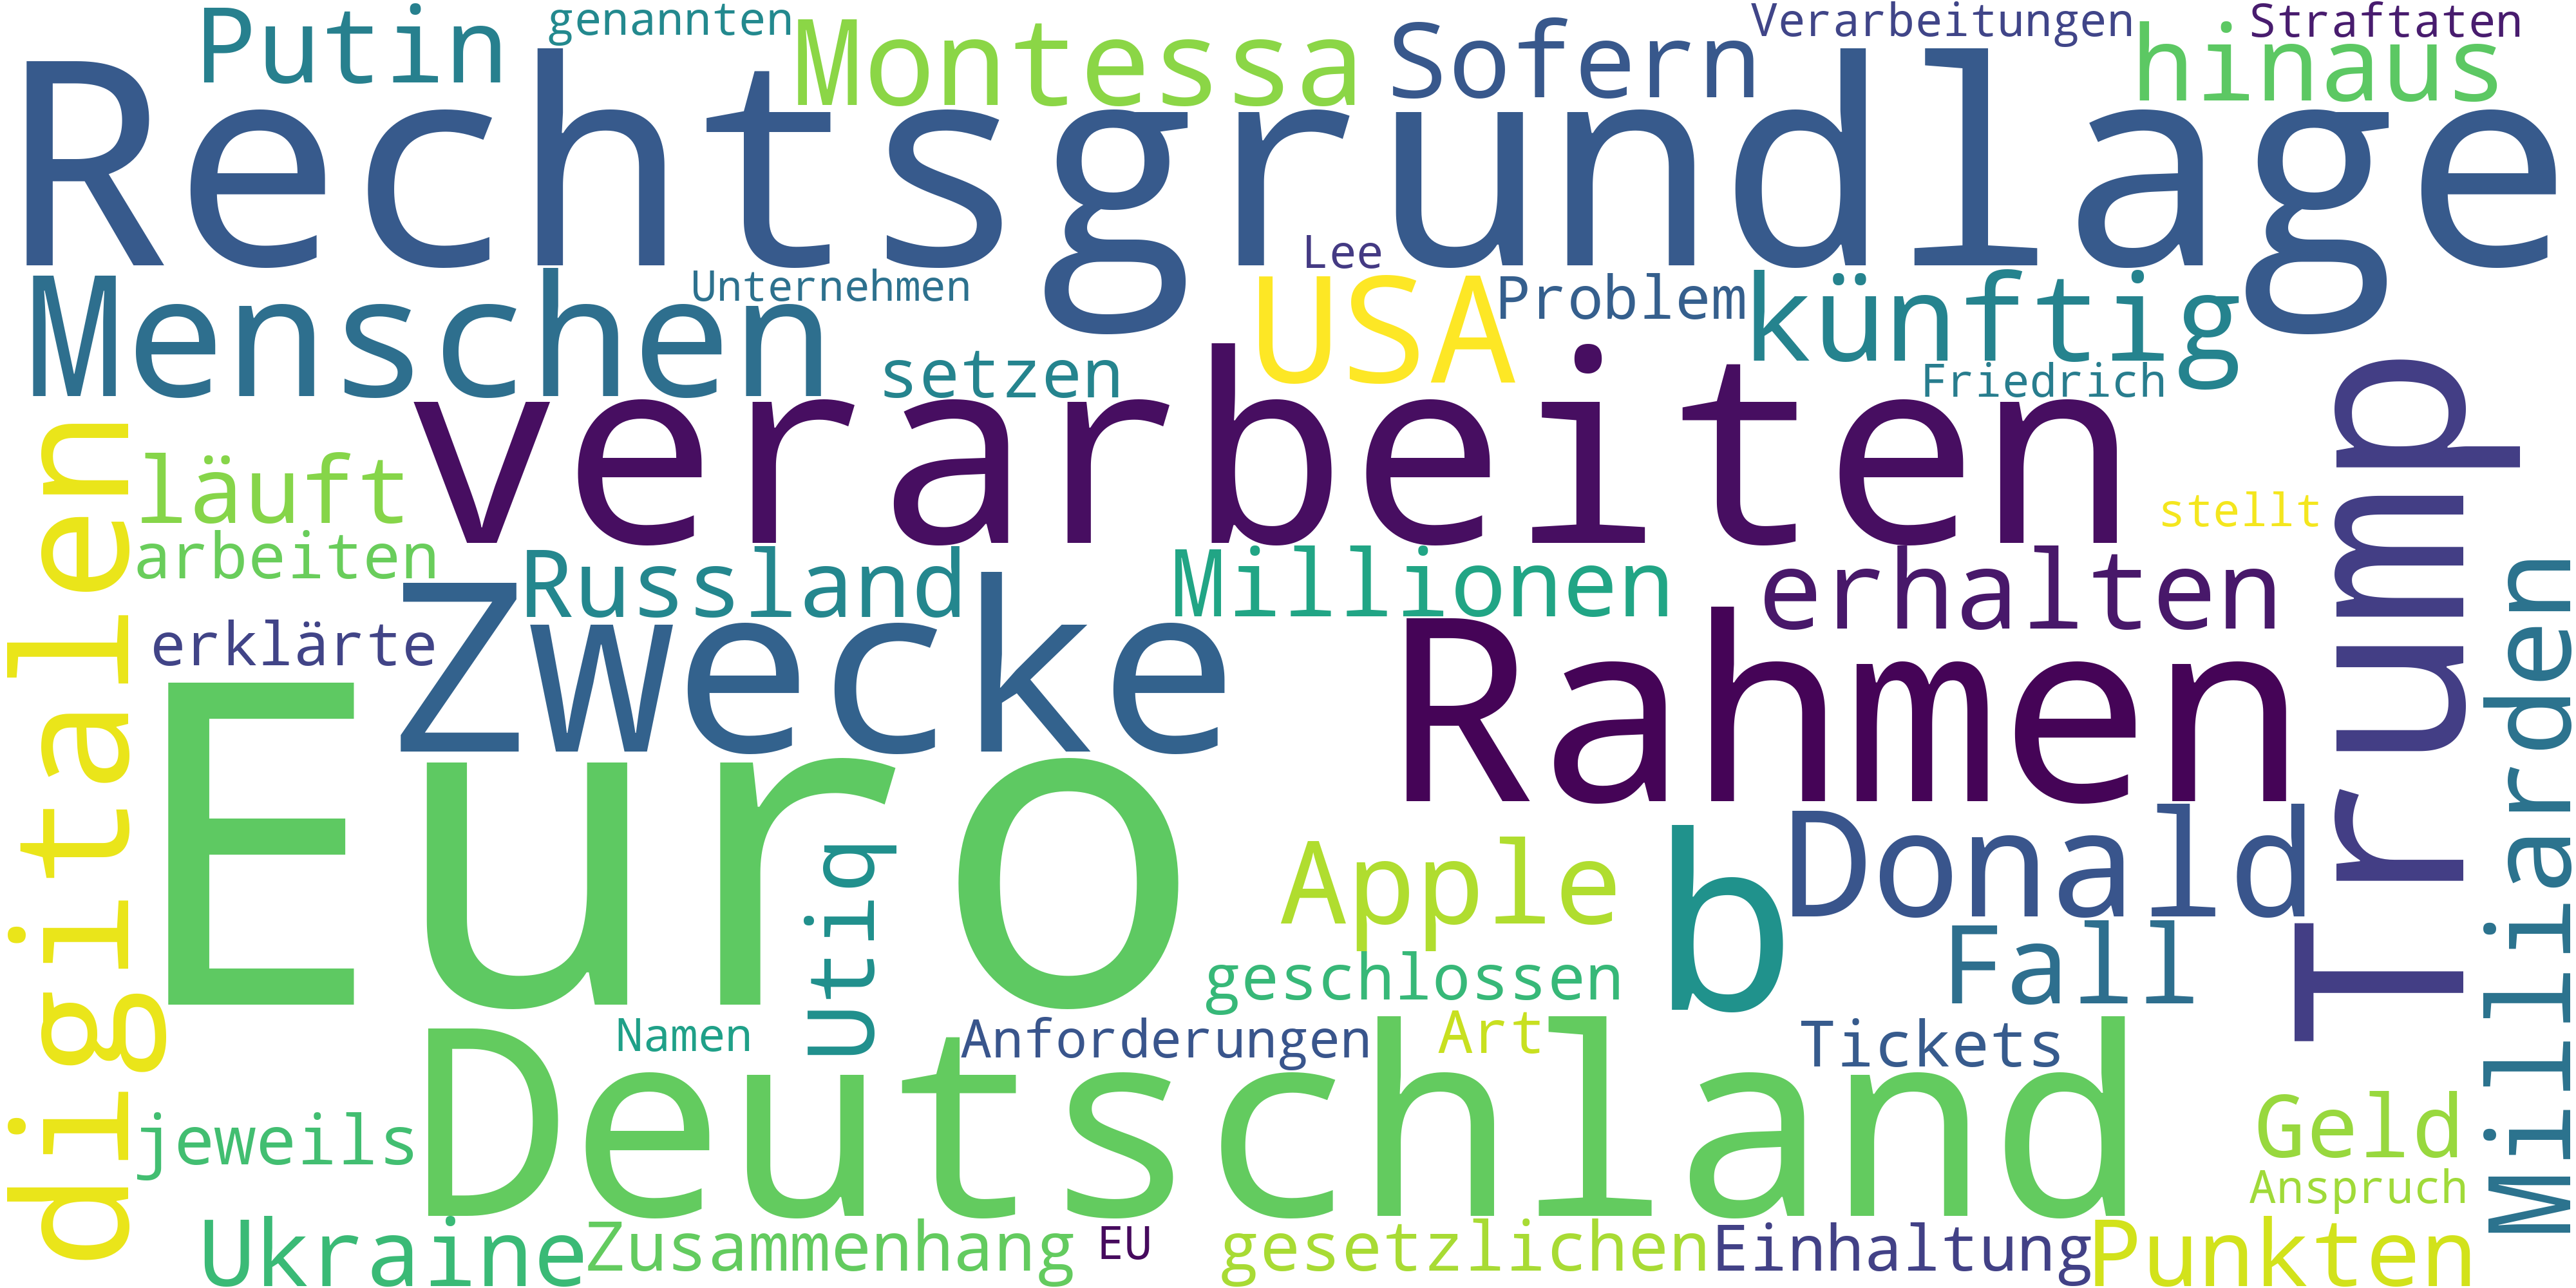 Putin
genannten
Montessa
Sofern
Verarbeitungen
Straftaten
hinaus
Rechtsgrundlage
Menschen
Unternehmen
Lee
USA
Problem
künftig
setzen
Friedrich
verarbeiten
Trump
digitalen
läuft
stellt
arbeiten
Russland
Millionen
erhalten
Milliarden
erklärte
Zwecke
Rahmen
Euro
Utiq
Apple
b
Donald
Fall
geschlossen
Namen
Anforderungen
Art
Tickets
Deutschland
jeweils
Geld
Anspruch
Ukraine
Zusammenhang
EU
gesetzlichen
Einhaltung
Punkten